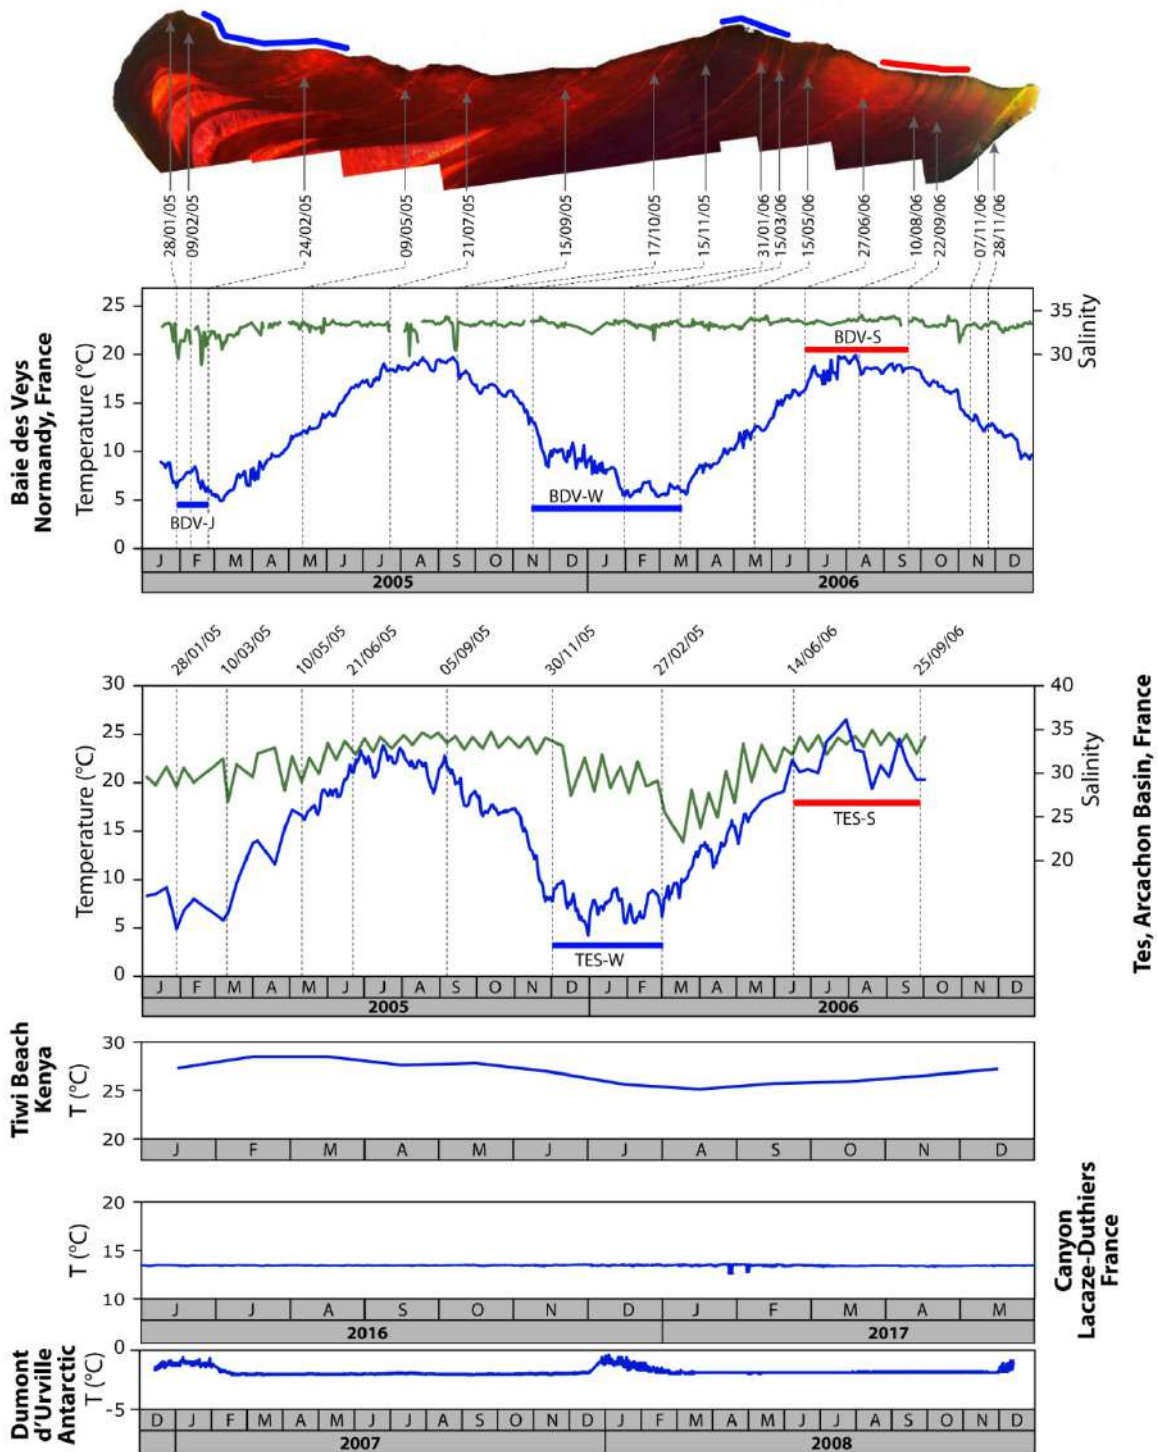 28/01/05
09/02/05
24/02/05
09/05/05
21/07/05
15/09/05
17/10/05
15/11/05
31/01/06
15/03/06
15/05/06
27/06/06
10/08/06
22/09/06
07/11/06
28/11/06
Baie des Veys
Normandy, France
Temperature (°C)
25
20
15
10
5
0
35
30
Salinity
BDV-S
BDV-W
BDV-J
J F M A M J J A S O N D J F M A M J J A S O N D
2005 2006
28/01/05
10/03/05
10/05/05
21/06/05
05/09/05
30/11/05
27/02/05
14/06/06
25/09/06
Temperature (°C)
30
25
20
15
10
5
0
40
35
30
25
20
Salinity
Tes, Arcachon Basin, France
TES-S
TES-W
J F M A M J J A S O N D J F M A M J J A S O N D
2005 2006
Tiwi Beach
Kenya
T (°C)
30
25
20
J F M A M J J A S O N D
T (°C)
20
15
10
Canyon
Lacaze-Duthiers
France
J J A S O N D J F M A M
2016 2017
Dumont
d'Urville
Antarctic
T (°C)
0
-5
D J F M A M J J A S O N D J F M A M J J A S O N D
2007 2008